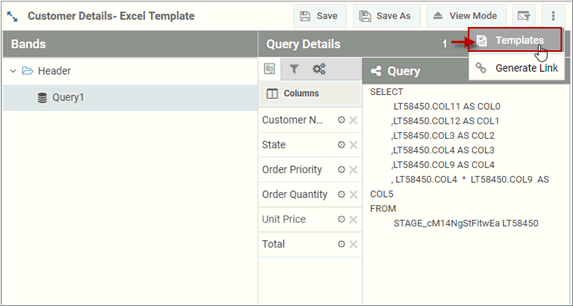 Customer Details- Excel Template
Save
Save As
View Mode
Bands
Query Details
1
Templates
Generate Link
Header
Query1
Columns
Customer N...
State
Order Priority
Order Quantity
Unit Price
Total
Query
SELECT
LT58450.COL11 AS COL0
,LT58450.COL12 AS COL1
,LT58450.COL3 AS COL2
,LT58450.COL4 AS COL3
,LT58450.COL9 AS COL4
, LT58450.COL4 * LT58450.COL9 AS
COL5
FROM
STAGE_cM14NgStFitwEa LT58450